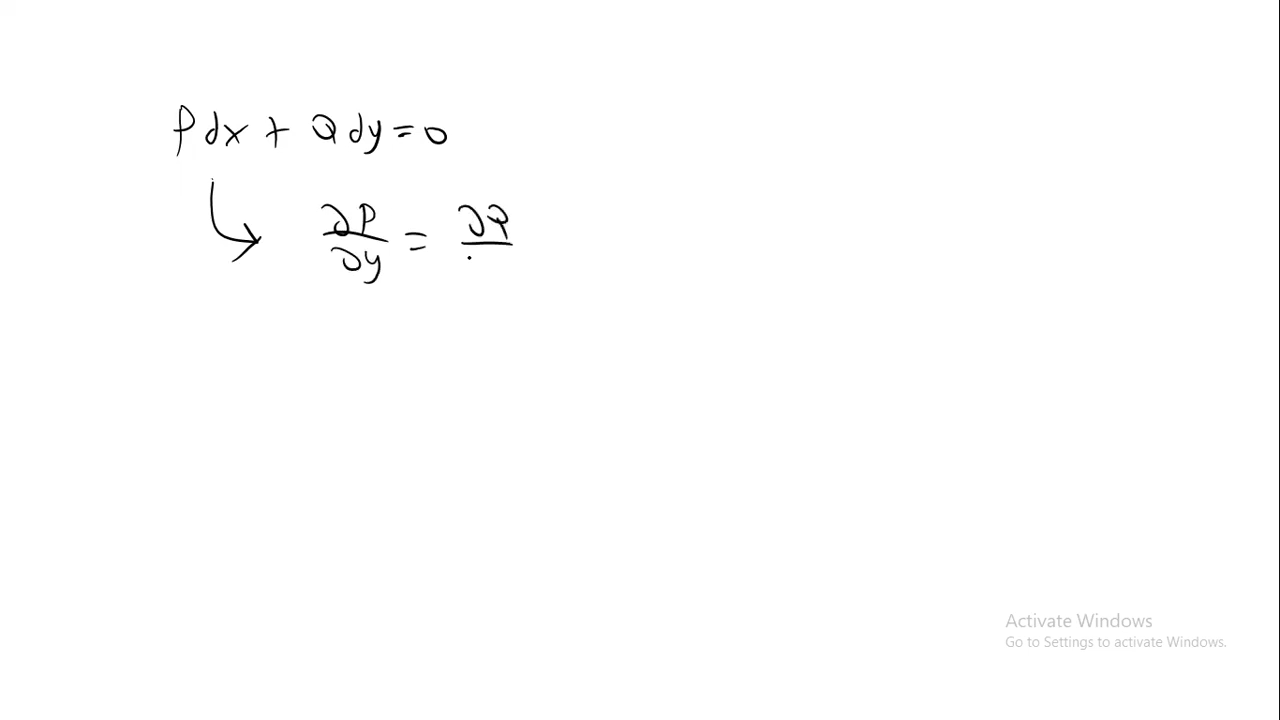 Pdx + Qdy = 0
∂P/∂y = ∂Q/
Activate Windows
Go to Settings to activate Windows.